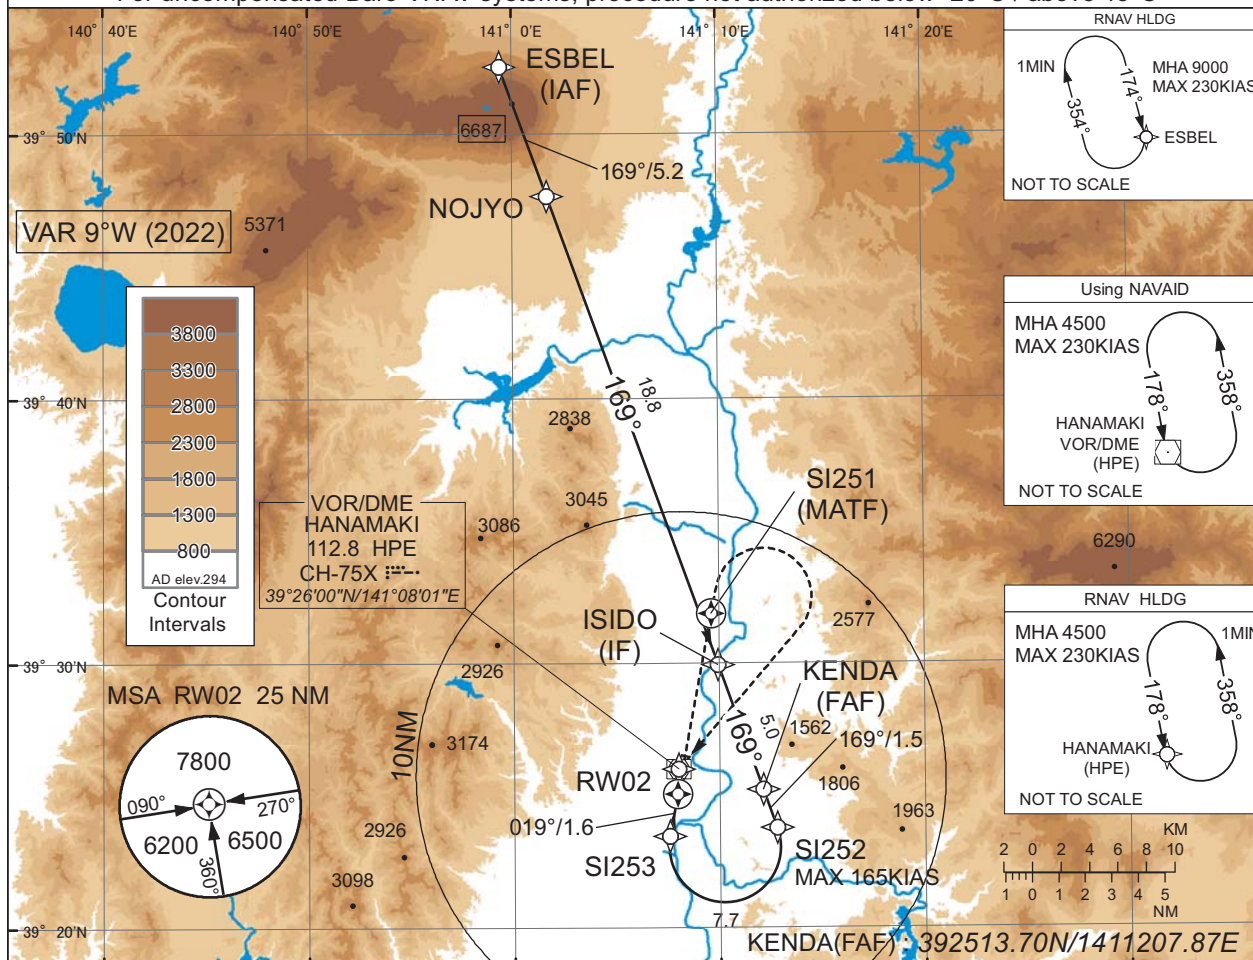 140° 40'E
140° 50'E
141° 0'E
141° 10'E
141° 20'E
ESBEL
(IAF)
6687
39° 50'N
169°/5.2
NOJYO
VAR 9°W (2022)
5371
3800
3300
2800
2300
1800
1300
800
AD elev.294
Contour
Intervals
39° 40'N
18.8
169°
2838
3045
3086
VOR/DME
HANAMAKI
112.8 HPE
CH-75X
39°26'00"N/141°08'01"E
SI251
(MATF)
ISIDO
(IF)
2577
6290
39° 30'N
2926
KENDA
(FAF)
MSA RW02 25 NM
7800
090°
270°
6200
6500
360°
10NM
3174
169°
5.0
1562
169°/1.5
1806
RW02
019°/1.6
1963
2926
3098
SI253
SI252
MAX 165KIAS
7.7
39° 20'N
KENDA(FAF) : 392513.70N/1411207.87E
RNAV HLDG
1MIN
174°
354°
MHA 9000
MAX 230KIAS
ESBEL
NOT TO SCALE
Using NAVAID
MHA 4500
MAX 230KIAS
178°
358°
HANAMAKI
VOR/DME
(HPE)
NOT TO SCALE
RNAV HLDG
MHA 4500
MAX 230KIAS
1MIN
178°
358°
HANAMAKI
(HPE)
NOT TO SCALE
KM
2 0 2 4 6 8 10
1 0 1 2 3 4 5
NM